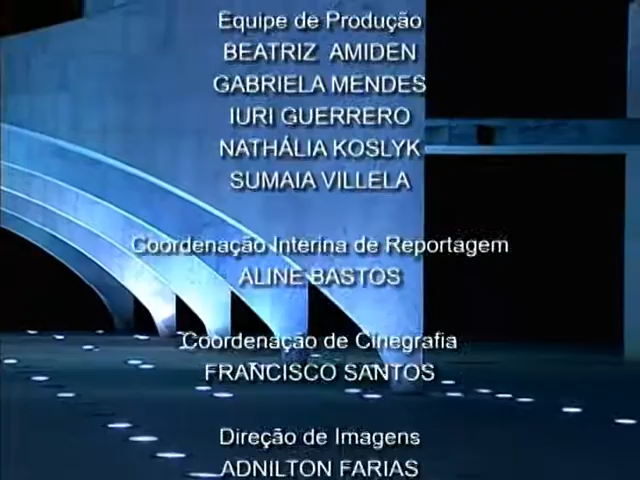 Equipe de Produção
BEATRIZ AMIDEN
GABRIELA MENDES
IURI GUERRERO
NATHÁLIA KOSLYK
SUMAIA VILLELA
Coordenação Interina de Reportagem
ALINE BASTOS
Coordenação de Cinegrafia
FRANCISCO SANTOS
Direção de Imagens
ADNILTON FARIAS